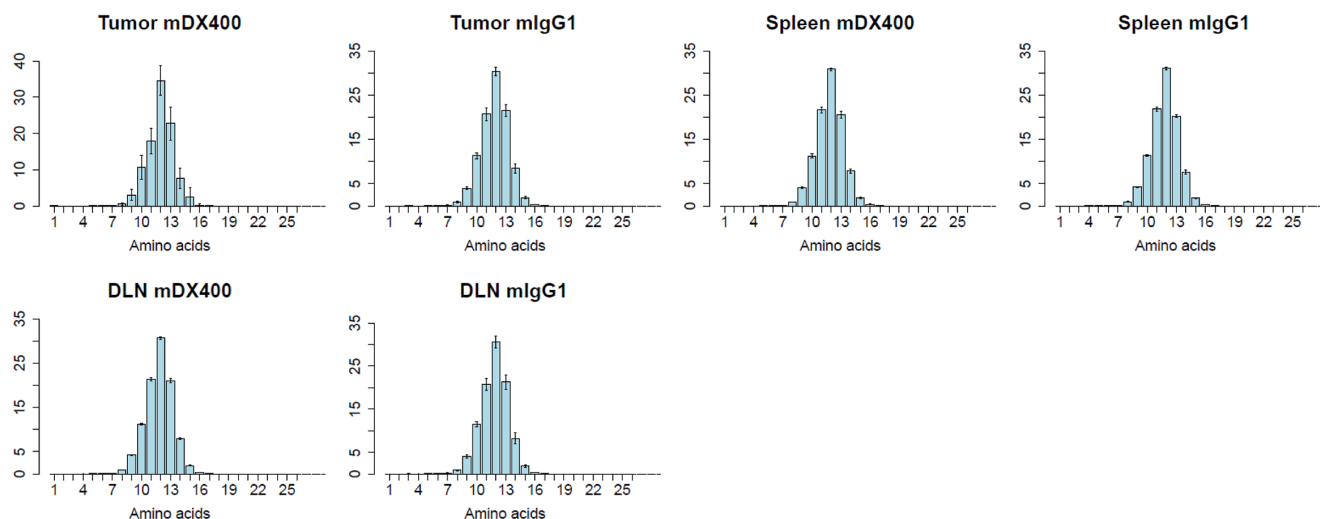 Tumor mDX400
Tumor mIgG1
Spleen mDX400
Spleen mIgG1
40
30
20
10
0
35
25
15
5
0
35
25
15
5
0
35
25
15
5
0
1 4 7 10 13 16 19 22 25
1 4 7 10 13 16 19 22 25
1 4 7 10 13 16 19 22 25
1 4 7 10 13 16 19 22 25
Amino acids
Amino acids
Amino acids
Amino acids
DLN mDX400
DLN mIgG1
35
25
15
5
0
35
25
15
5
0
1 4 7 10 13 16 19 22 25
1 4 7 10 13 16 19 22 25
Amino acids
Amino acids